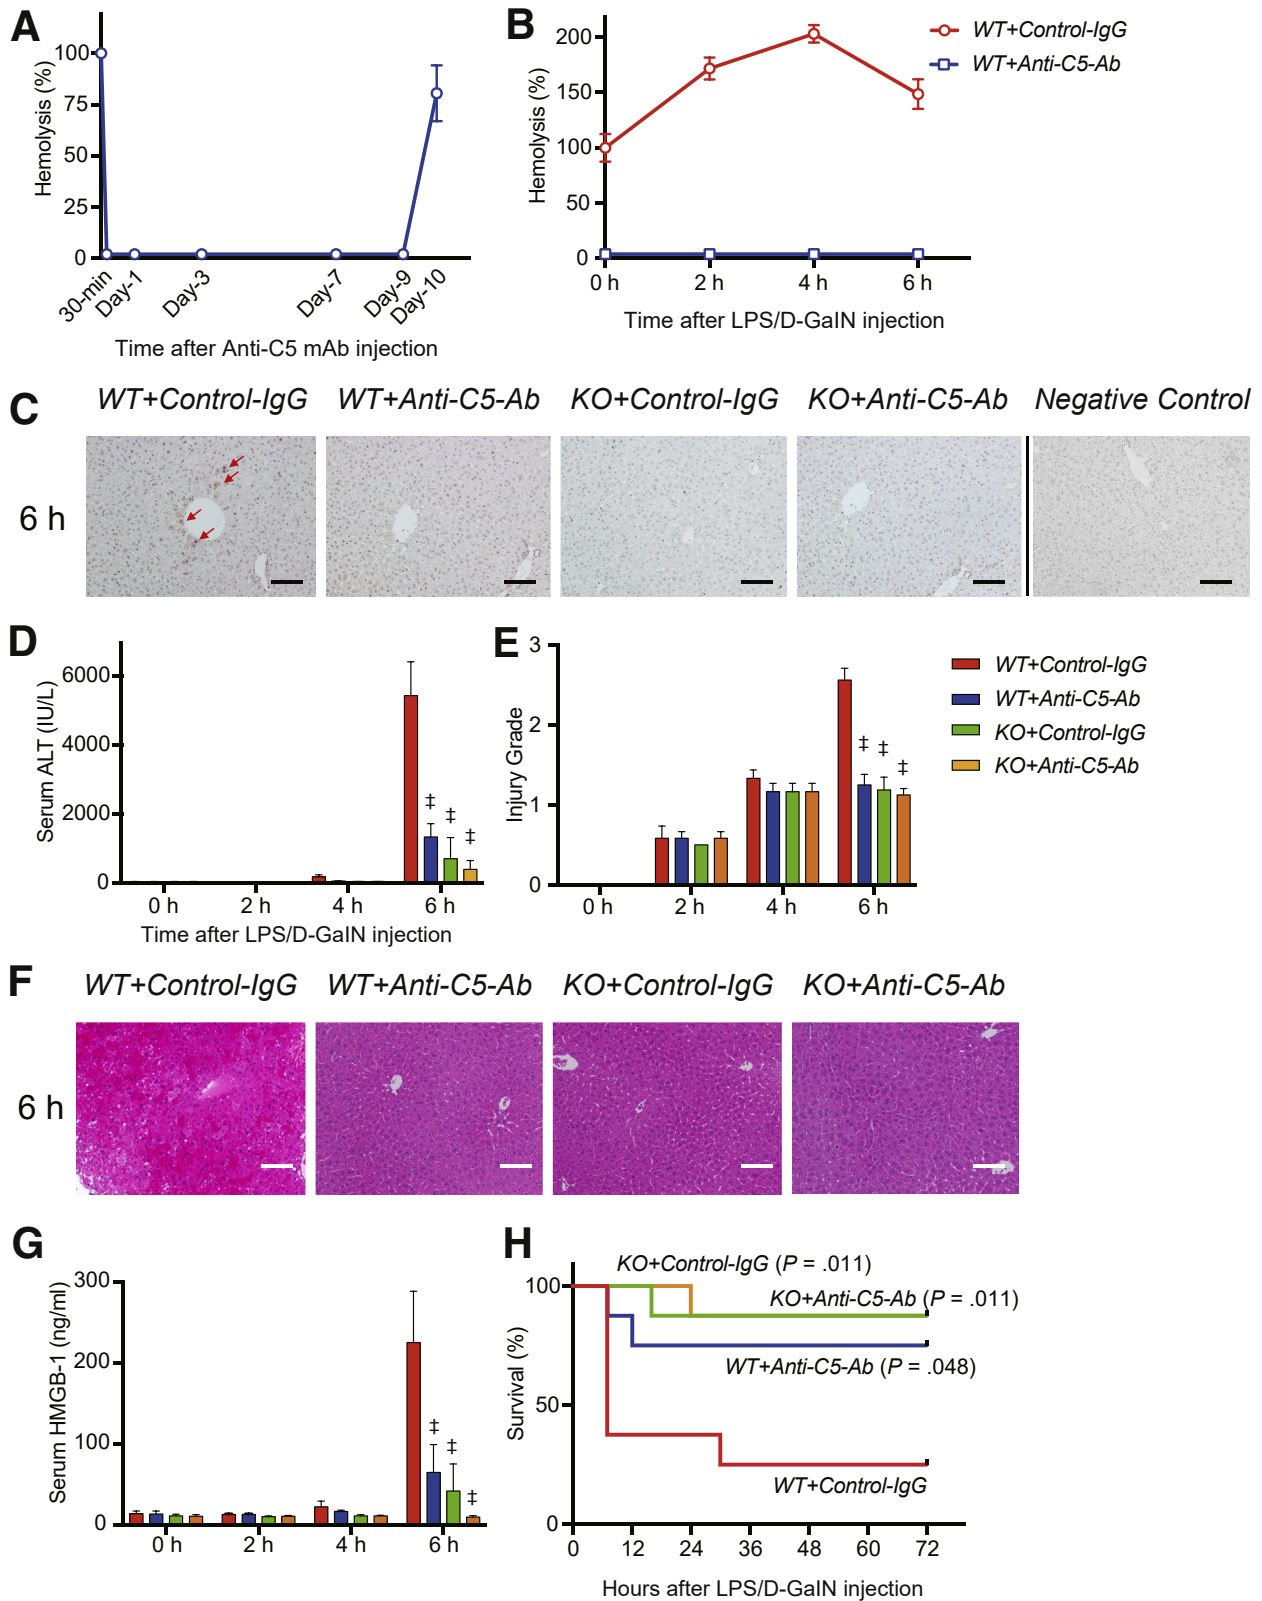 A
Hemolysis (%)
100
75
50
25
0
30-min
Day-1
Day-3
Day-7
Day-9
Day-10
Time after Anti-C5 mAb injection
B
Hemolysis (%)
200
150
100
50
0
0 h
2 h
4 h
6 h
Time after LPS/D-GalN injection
WT+Control-IgG
WT+Anti-C5-Ab
C
WT+Control-IgG
WT+Anti-C5-Ab
KO+Control-IgG
KO+Anti-C5-Ab
Negative Control
6 h
D
Serum ALT (IU/L)
6000
4000
2000
0
‡
‡
‡
0 h
2 h
4 h
6 h
Time after LPS/D-GalN injection
E
Injury Grade
3
2
1
0
‡
‡
‡
0 h
2 h
4 h
6 h
WT+Control-IgG
WT+Anti-C5-Ab
KO+Control-IgG
KO+Anti-C5-Ab
F
WT+Control-IgG
WT+Anti-C5-Ab
KO+Control-IgG
KO+Anti-C5-Ab
6 h
G
Serum HMGB-1 (ng/ml)
300
200
100
0
‡
‡
‡
0 h
2 h
4 h
6 h
H
Survival (%)
100
50
0
KO+Control-IgG (P = .011)
KO+Anti-C5-Ab (P = .011)
WT+Anti-C5-Ab (P = .048)
WT+Control-IgG
0
12
24
36
48
60
72
Hours after LPS/D-GalN injection